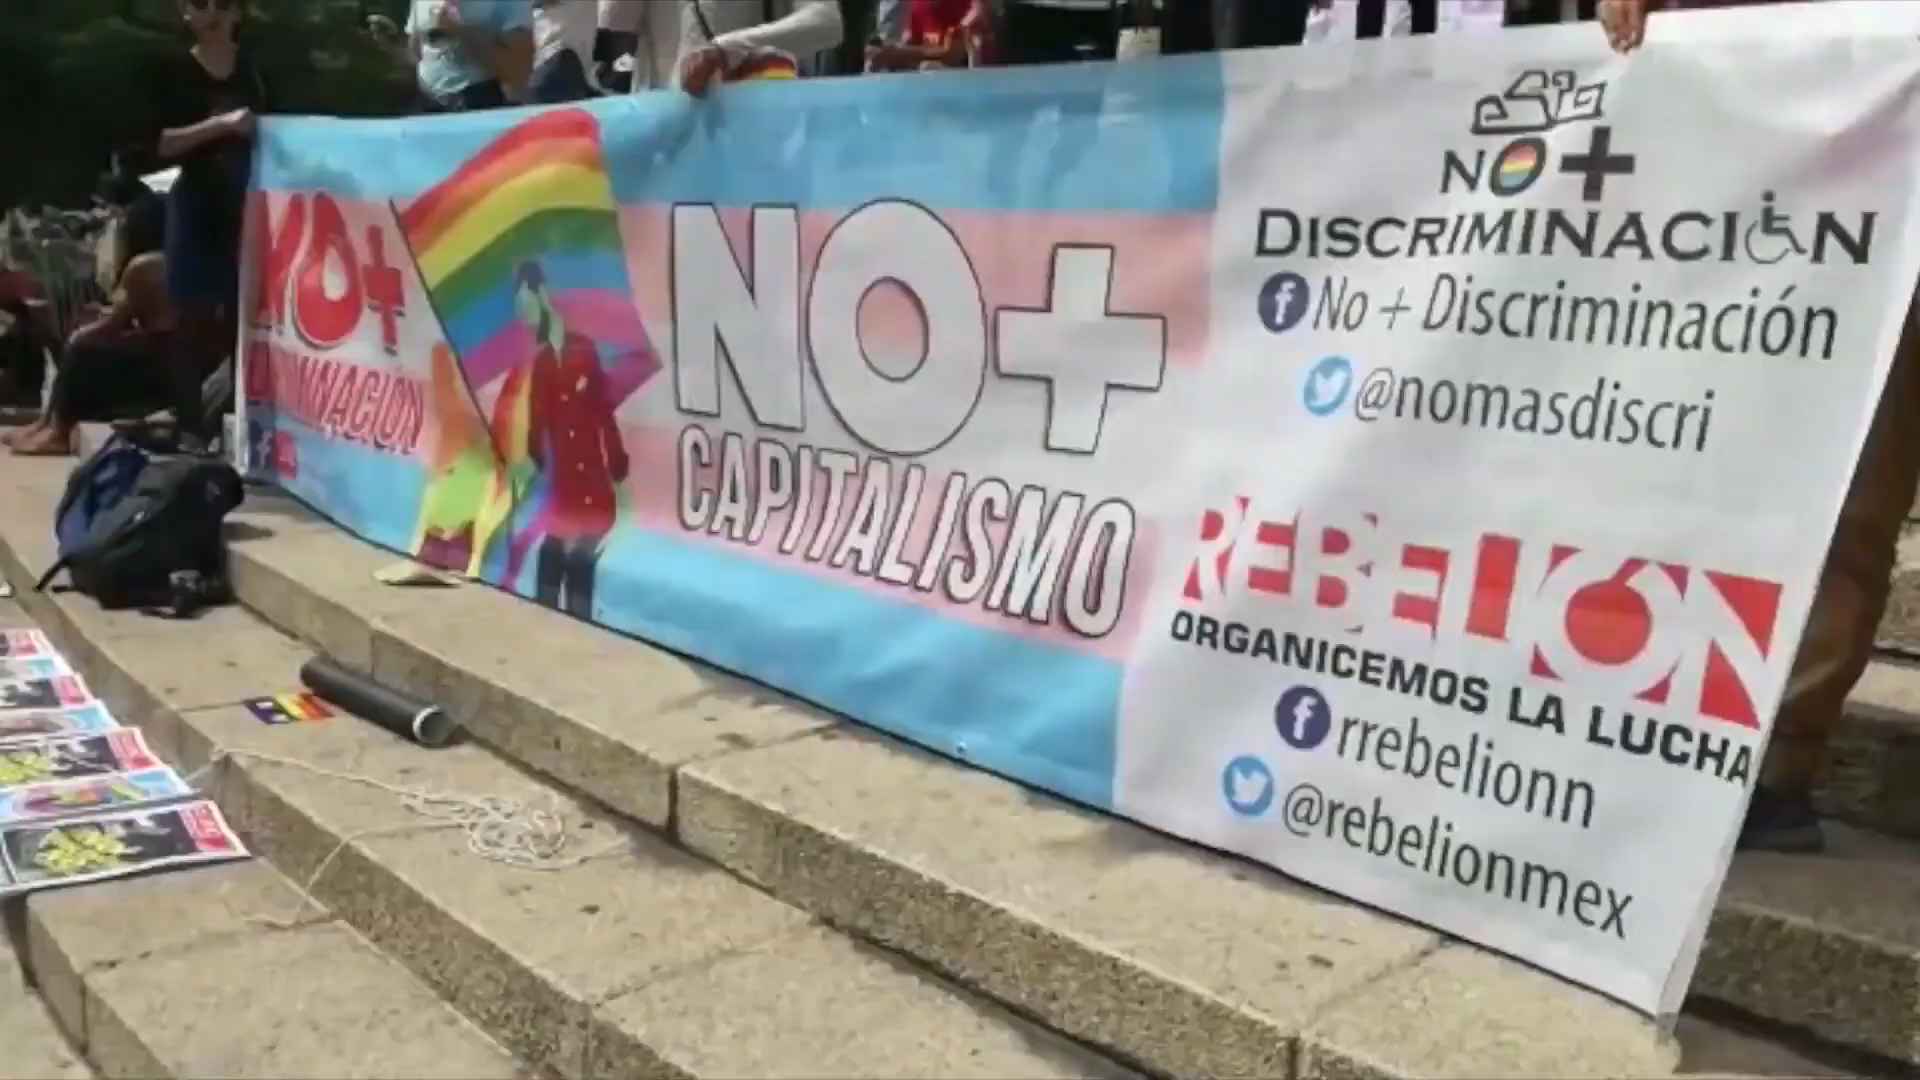 NO+
NO+
CAPITALISMO
NO+
DISCRIMINACIÓN
No + Discriminación
@nomasdiscri
REBELIÓN
ORGANICEMOS LA LUCHA
rrebelionn
@rebelionmex